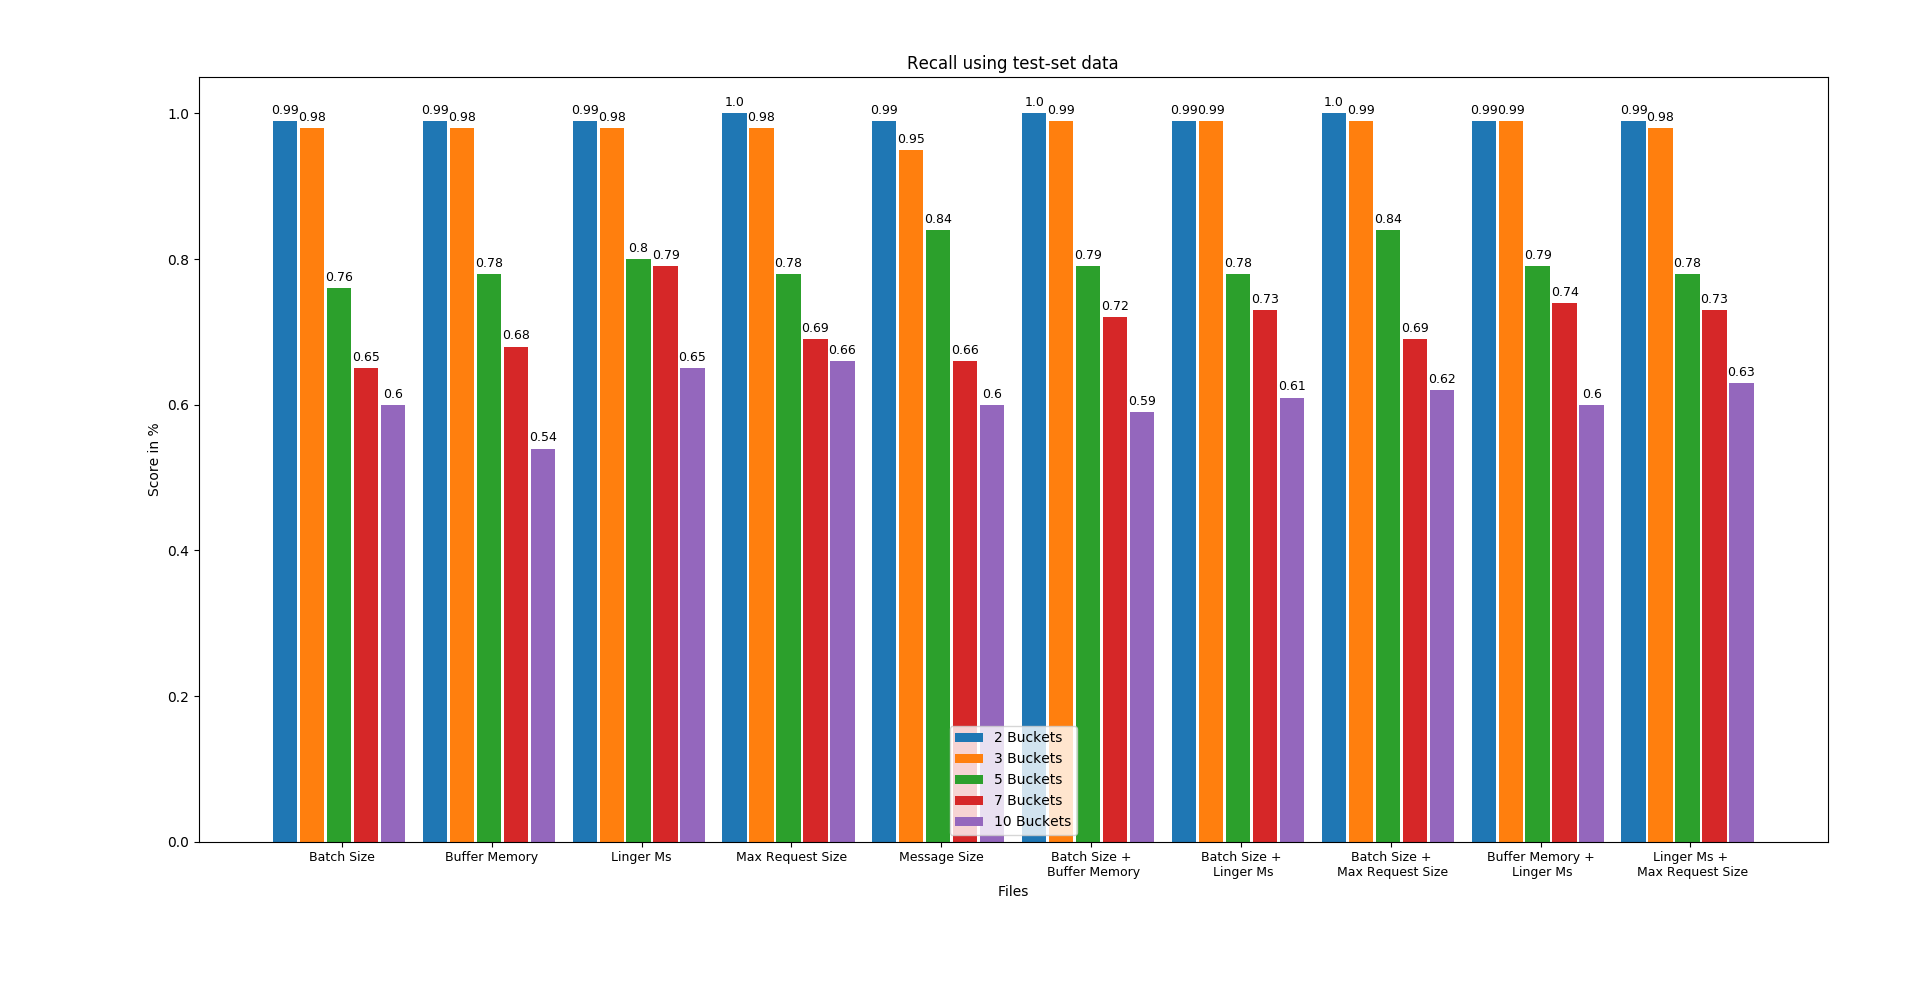 Recall using test-set data
Score in %
1.0
0.8
0.6
0.4
0.2
0.0
0.99 0.98 0.76 0.65 0.6
0.99 0.98 0.78 0.68 0.54
0.99 0.98 0.8 0.79 0.65
1.0 0.98 0.78 0.69 0.66
0.99 0.95 0.84 0.66 0.6
1.0 0.99 0.79 0.72 0.59
0.99 0.99 0.78 0.73 0.61
1.0 0.99 0.84 0.69 0.62
0.99 0.99 0.79 0.74 0.6
0.99 0.98 0.78 0.73 0.63
2 Buckets
3 Buckets
5 Buckets
7 Buckets
10 Buckets
Batch Size
Buffer Memory
Linger Ms
Max Request Size
Message Size
Batch Size +
Buffer Memory
Batch Size +
Linger Ms
Batch Size +
Max Request Size
Buffer Memory +
Linger Ms
Linger Ms +
Max Request Size
Files